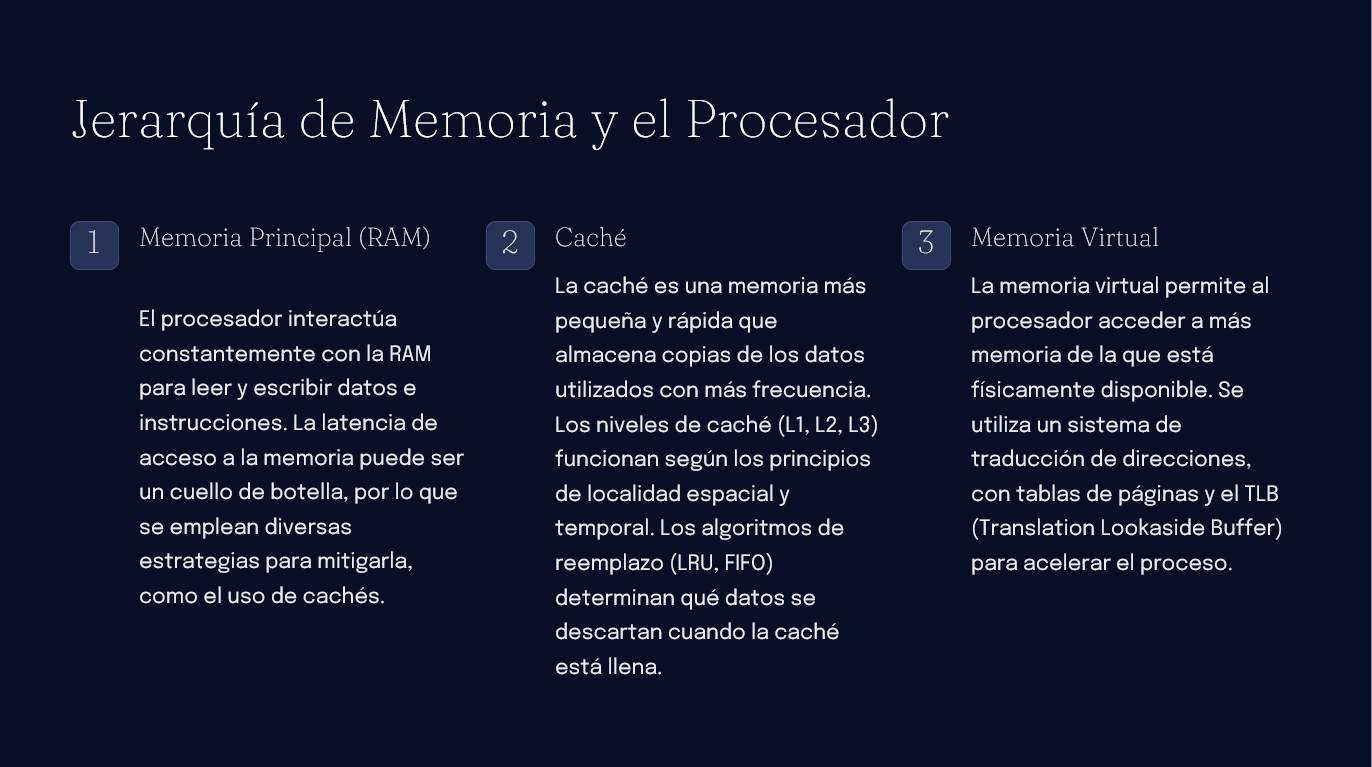 Jerarquía de Memoria y el Procesador
1
Memoria Principal (RAM)
El procesador interactúa
constantemente con la RAM
para leer y escribir datos e
instrucciones. La latencia de
acceso a la memoria puede ser
un cuello de botella, por lo que
se emplean diversas
estrategias para mitigarla,
como el uso de cachés.
2
Caché
La caché es una memoria más
pequeña y rápida que
almacena copias de los datos
utilizados con más frecuencia.
Los niveles de caché (L1, L2, L3)
funcionan según los principios
de localidad espacial y
temporal. Los algoritmos de
reemplazo (LRU, FIFO)
determinan qué datos se
descartan cuando la caché
está llena.
3
Memoria Virtual
La memoria virtual permite al
procesador acceder a más
memoria de la que está
físicamente disponible. Se
utiliza un sistema de
traducción de direcciones,
con tablas de páginas y el TLB
(Translation Lookaside Buffer)
para acelerar el proceso.